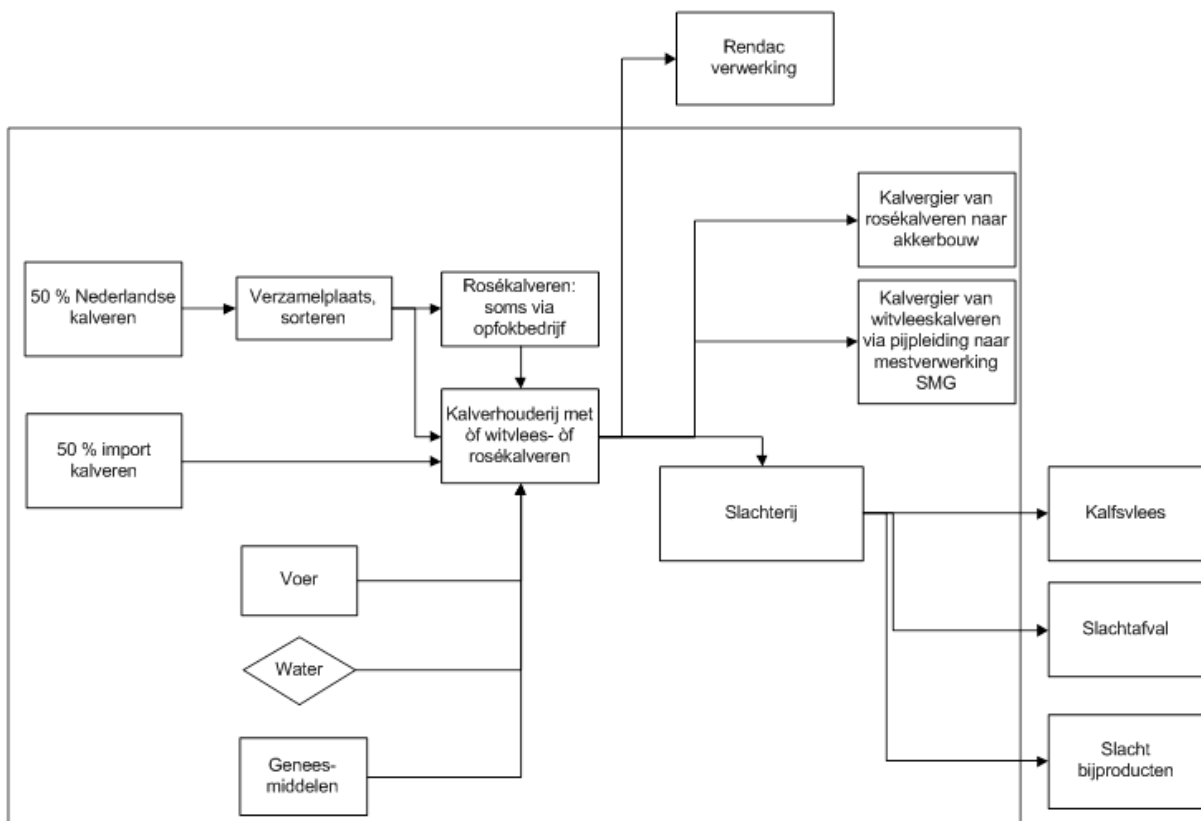 Rendac
verwerking
Kalvergier van
rosékalveren naar
akkerbouw
50 % Nederlandse
kalveren
Verzamelplaats,
sorteren
Rosékalveren:
soms via
opfokbedrijf
Kalvergier van
witvleeskalveren
via pijpleiding naar
mestverwerking
SMG
50 % import
kalveren
Kalverhouderij met
òf witvlees- òf
rosékalveren
Slachterij
Kalfsvlees
Voer
Slachtafval
Water
Genees-
middelen
Slacht
bijproducten